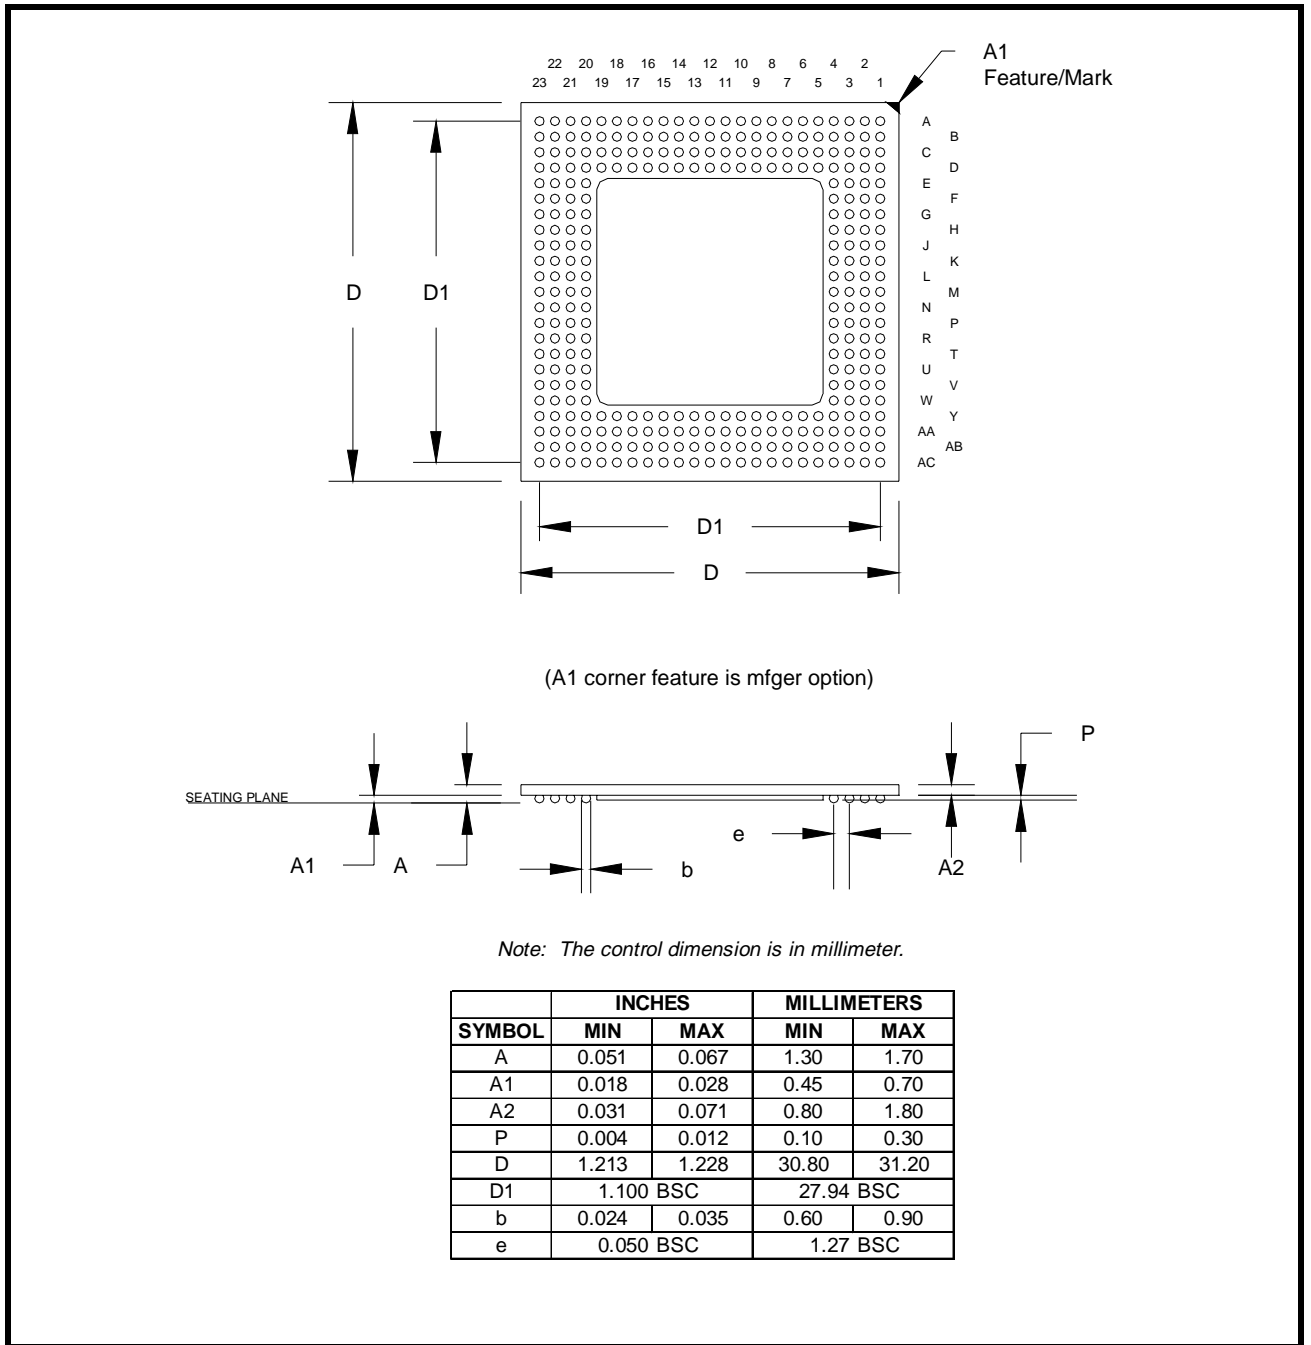 A1
Feature/Mark
22 20 18 16 14 12 10 8 6 4 2
23 21 19 17 15 13 11 9 7 5 3 1
A
B
C
D
E
F
G
H
J
K
L
M
N
P
R
T
U
V
W
Y
AA
AB
AC
D D1
D1
D
(A1 corner feature is mfger option)
P
SEATING PLANE
e
A1 A b A2
Note: The control dimension is in millimeter.
INCHES MILLIMETERS
SYMBOL MIN MAX MIN MAX
A 0.051 0.067 1.30 1.70
A1 0.018 0.028 0.45 0.70
A2 0.031 0.071 0.80 1.80
P 0.004 0.012 0.10 0.30
D 1.213 1.228 30.80 31.20
D1 1.100 BSC 27.94 BSC
b 0.024 0.035 0.60 0.90
e 0.050 BSC 1.27 BSC